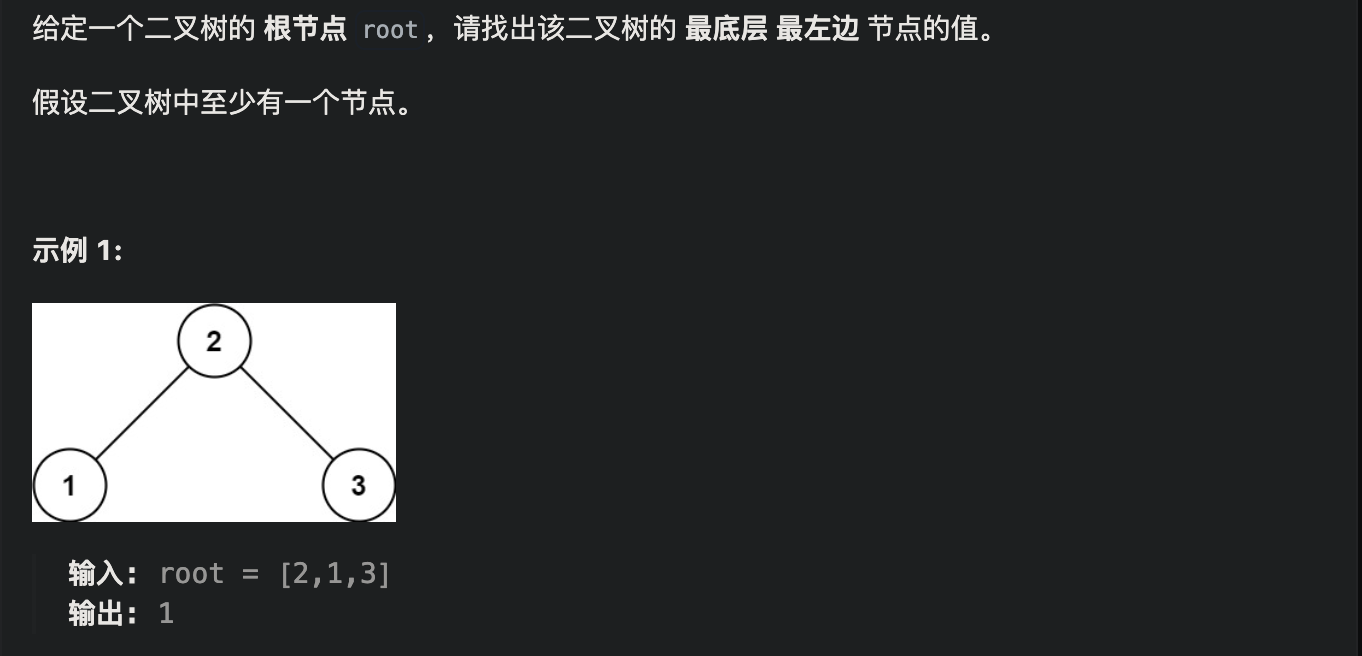 给定一个二叉树的 根节点 root，请找出该二叉树的 最底层 最左边 节点的值。
假设二叉树中至少有一个节点。
示例 1:
2
1
3
输入: root = [2,1,3]
输出: 1